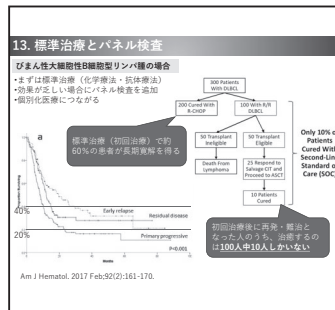 13. 標準治療とパネル検査
びまん性大細胞性B細胞型リンパ腫の場合
•まずは標準治療（化学療法・抗体療法）
•効果が乏しい場合にパネル検査を追加
•個別化医療につながる
300 Patients
With DLBCL
200 Cured With
R-CHOP
100 With R/R
DLBCL
50 Transplant
Ineligible
50 Transplant
Eligible
Death From
Lymphoma
25 Respond to
Salvage CIT and
Proceed to ASCT
10 Patients
Cured
Only 10% of
Patients
Cured With
Second-Line
Standard of
Care (SOC)
標準治療（初回治療）で約
60%の患者が長期寛解を得る
a
40%
20%
Early relapse
Residual disease
Primary progressive
P<0.001
Months
初回治療後に再発・難治と
なった人のうち、治癒するの
は100人中10人しかいない
Am J Hematol. 2017 Feb;92(2):161-170.